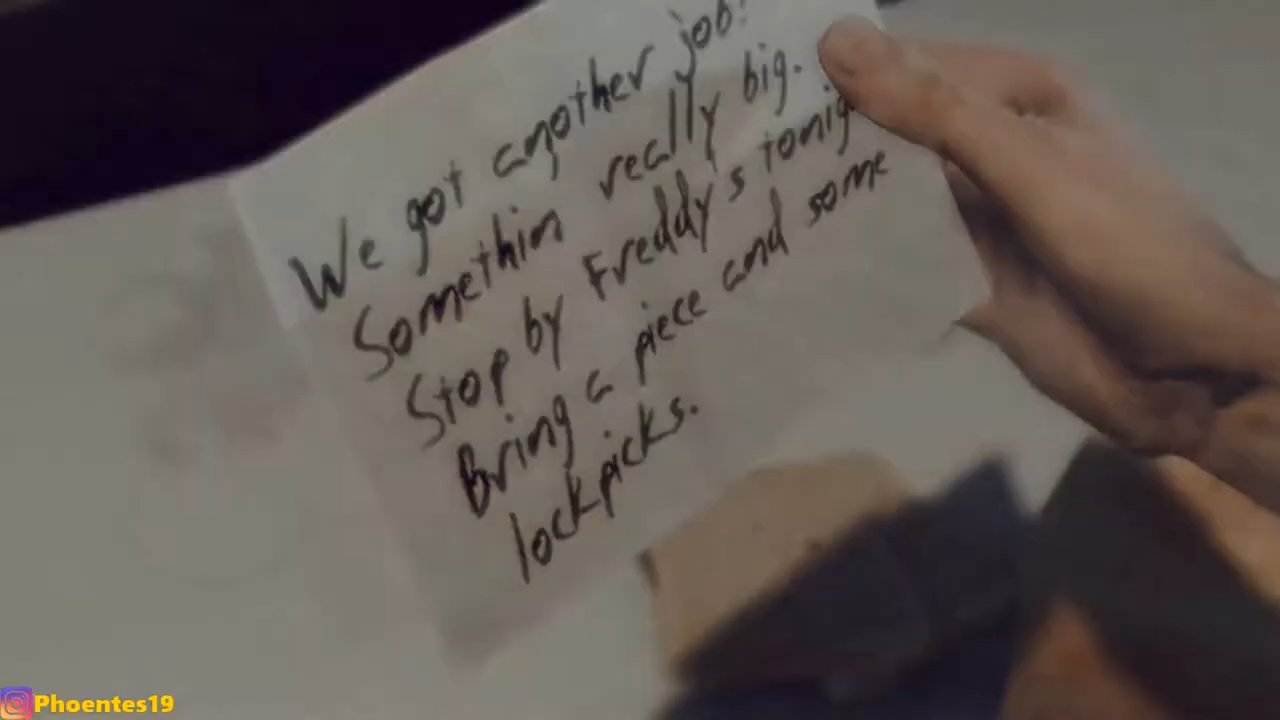 We got another job:
Somethin really big.
Stop by Freddy's
Bring a piece and some
lockpicks.
Phoentes19